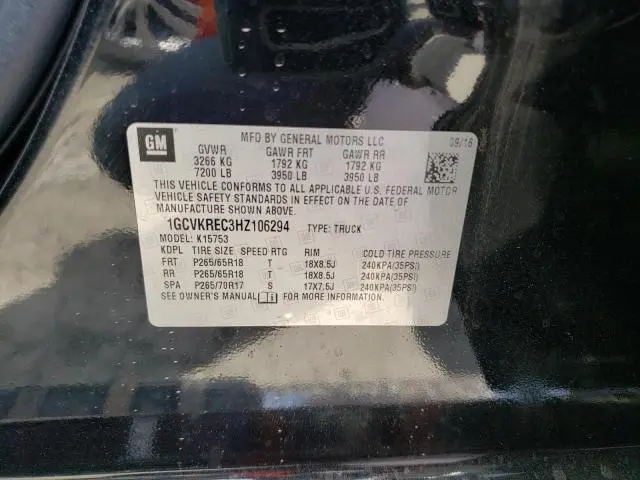 GM
MFD BY GENERAL MOTORS LLC 09/16
GVWR GAWR FRT GAWR RR
3266 KG 1792 KG 1792 KG
7200 LB 3950 LB 3950 LB
THIS VEHICLE CONFORMS TO ALL APPLICABLE U.S. FEDERAL MOTOR
VEHICLE SAFETY STANDARDS IN EFFECT ON THE DATE OF
MANUFACTURE SHOWN ABOVE.
1GCVKREC3HZ106294 TYPE: TRUCK
MODEL: K15753
KDPL TIRE SIZE SPEED RTG RIM COLD TIRE PRESSURE
FRT P265/65R18 T - 18X8.5J 240KPA(35PSI)
RR P265/65R18 T - 18X8.5J 240KPA(35PSI)
SPA P265/70R17 S 17X7.5J 240KPA(35PSI)
SEE OWNER'S MANUAL i FOR MORE INFORMATION.